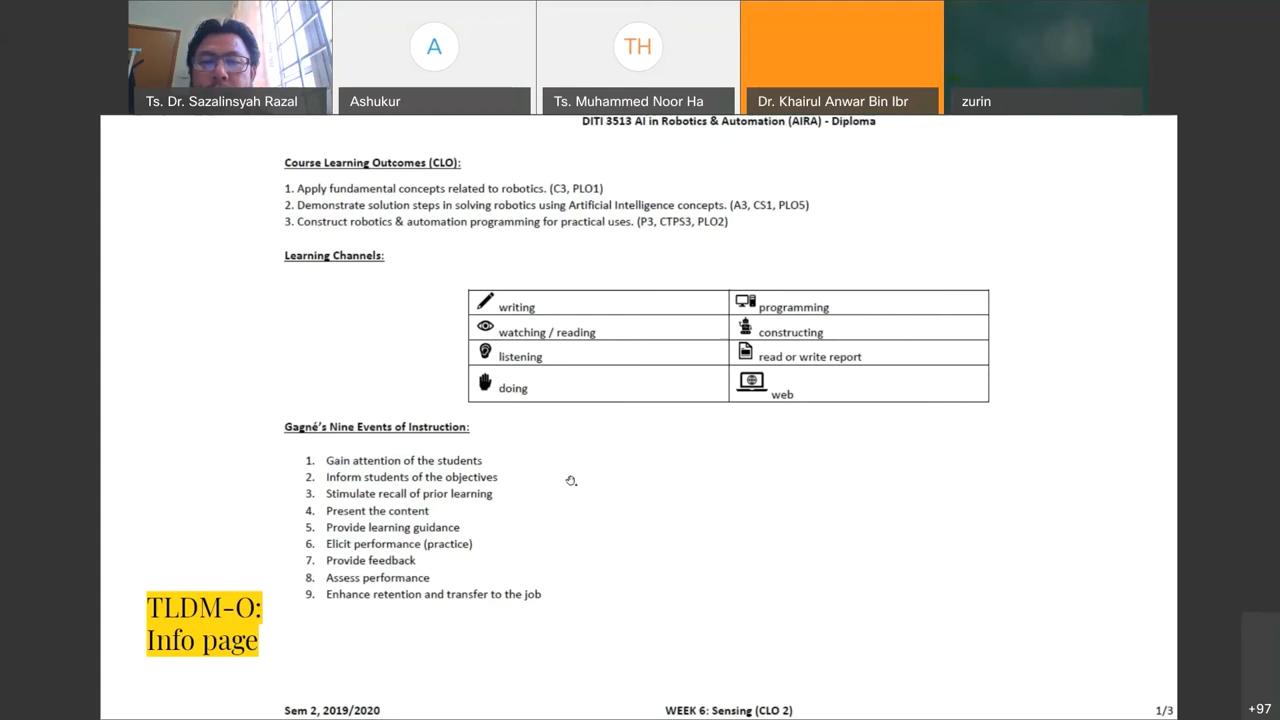 A
TH
Ts. Dr. Sazalinsyah Razal
Ashukur
Ts. Muhammed Noor Ha
Dr. Khairul Anwar Bin Ibr
zurin
DITI 3513 AI in Robotics & Automation (AIRA) - Diploma
Course Learning Outcomes (CLO):
1. Apply fundamental concepts related to robotics. (C3, PLO1)
2. Demonstrate solution steps in solving robotics using Artificial Intelligence concepts. (A3, CS1, PLO5)
3. Construct robotics & automation programming for practical uses. (P3, CTPS3, PLO2)
Learning Channels:
writing
programming
watching / reading
constructing
listening
read or write report
doing
web
Gagné's Nine Events of Instruction:
1. Gain attention of the students
2. Inform students of the objectives
3. Stimulate recall of prior learning
4. Present the content
5. Provide learning guidance
6. Elicit performance (practice)
7. Provide feedback
8. Assess performance
9. Enhance retention and transfer to the job
TLDM-O:
Info page
Sem 2, 2019/2020
WEEK 6: Sensing (CLO 2)
1/3
+97